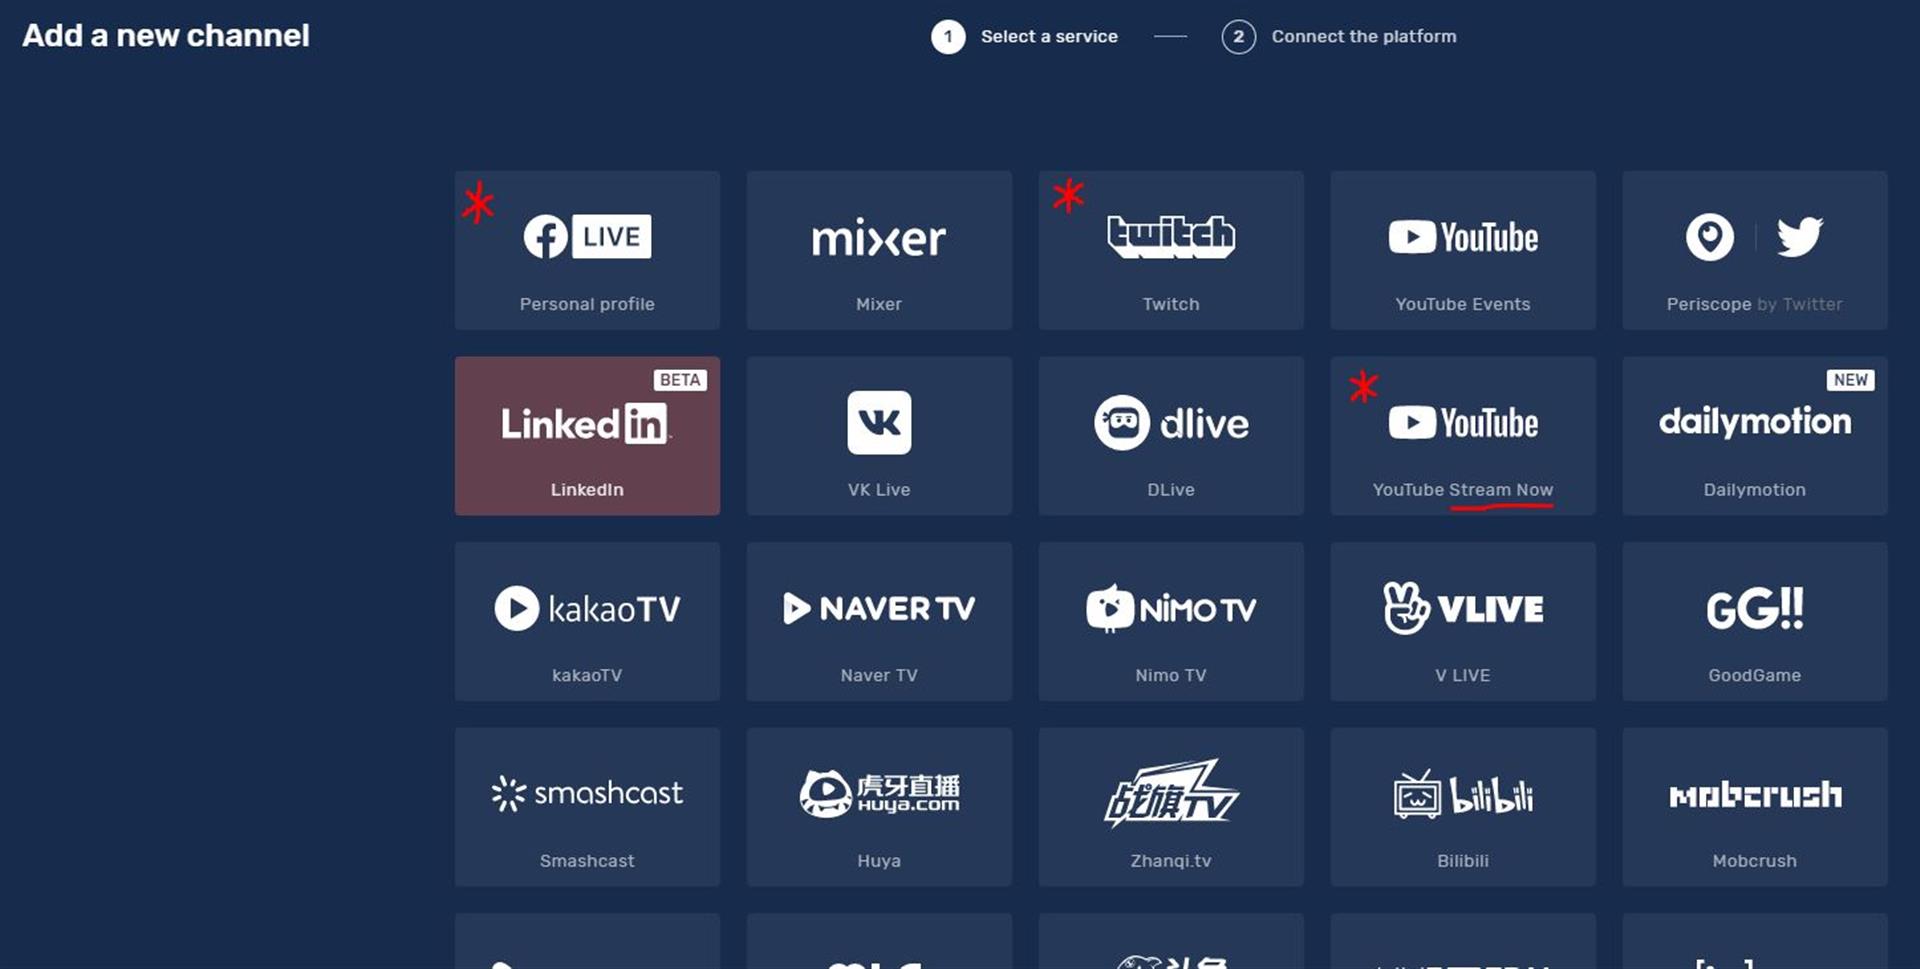 Add a new channel
1 Select a service
2 Connect the platform
LIVE
Personal profile
mixer
Mixer
twitch
Twitch
YouTube
YouTube Events
Periscope by Twitter
BETA
Linked in
LinkedIn
VK
VK Live
dlive
DLive
YouTube
YouTube Stream Now
NEW
dailymotion
Dailymotion
kakaoTV
kakaoTV
NAVER TV
Naver TV
NiMO TV
Nimo TV
VLIVE
V LIVE
GG!!
GoodGame
smashcast
Smashcast
虎牙直播
HUYA.com
Huya
战旗TV
Zhanqi.tv
bilibili
Bilibili
mobcrush
Mobcrush